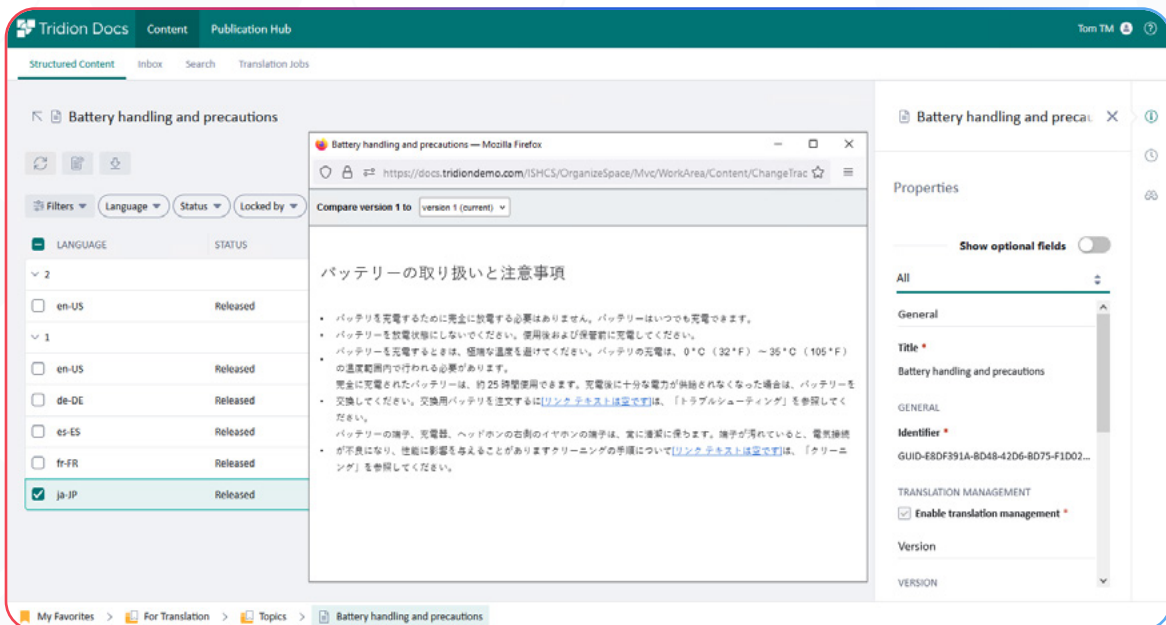 Tridion Docs
Content
Publication Hub
Tom TM
Structured Content
Inbox
Search
Translation Jobs
Battery handling and precautions
Filters
Language
Status
Locked by
LANGUAGE
STATUS
2
en-US
Released
1
en-US
Released
de-DE
Released
es-ES
Released
fr-FR
Released
ja-JP
Released
Battery handling and precautions — Mozilla Firefox
https://docs.tridiondemo.com/ISHCS/OrganizeSpace/Mvc/WorkArea/Content/ChangeTrac
Compare version 1 to
version 1 (current)
バッテリーの取り扱いと注意事項
• バッテリを充電するために完全に放電する必要はありません。バッテリーはいつでも充電できます。
• バッテリーを放電状態にしないでください。使用後および保管前に充電してください。
バッテリーを充電するときは、極端な温度を避けてください。バッテリの充電は、0°C（32°F）～35°C（105°F）
• の温度範囲内で行われる必要があります。
完全に充電されたバッテリーは、約25時間使用できます。充電後に十分な電力が供給されなくなった場合は、バッテリーを
• 交換してください。交換用バッテリを注文するに[リンク テキストは空です]は、「トラブルシューティング」を参照してく
ださい。
バッテリーの端子、充電器、ヘッドホンの右側のイヤホンの端子は、常に清潔に保ちます。端子が汚れていると、電気接続
• が不良になり、性能に影響を与えることがありますクリーニングの手順について[リンク テキストは空です]は、「クリーニ
ング」を参照してください。
Battery handling and precau
Properties
Show optional fields
All
General
Title *
Battery handling and precautions
GENERAL
Identifier *
GUID-E8DF391A-BD48-42D6-BD75-F1D02...
TRANSLATION MANAGEMENT
Enable translation management *
Version
VERSION
My Favorites > For Translation > Topics > Battery handling and precautions